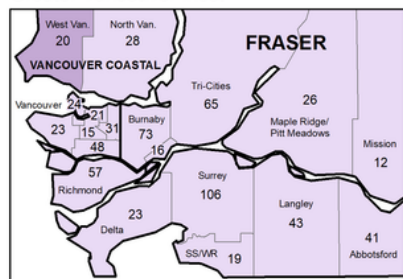 West Van.
20
North Van.
28
VANCOUVER COASTAL
FRASER
Tri-Cities
65
26
Maple Ridge/
Pitt Meadows
Mission
12
Vancouver
24
21
23
15
31
48
Burnaby
73
16
57
Richmond
23
Delta
Surrey
106
SS/WR
19
Langley
43
41
Abbotsford